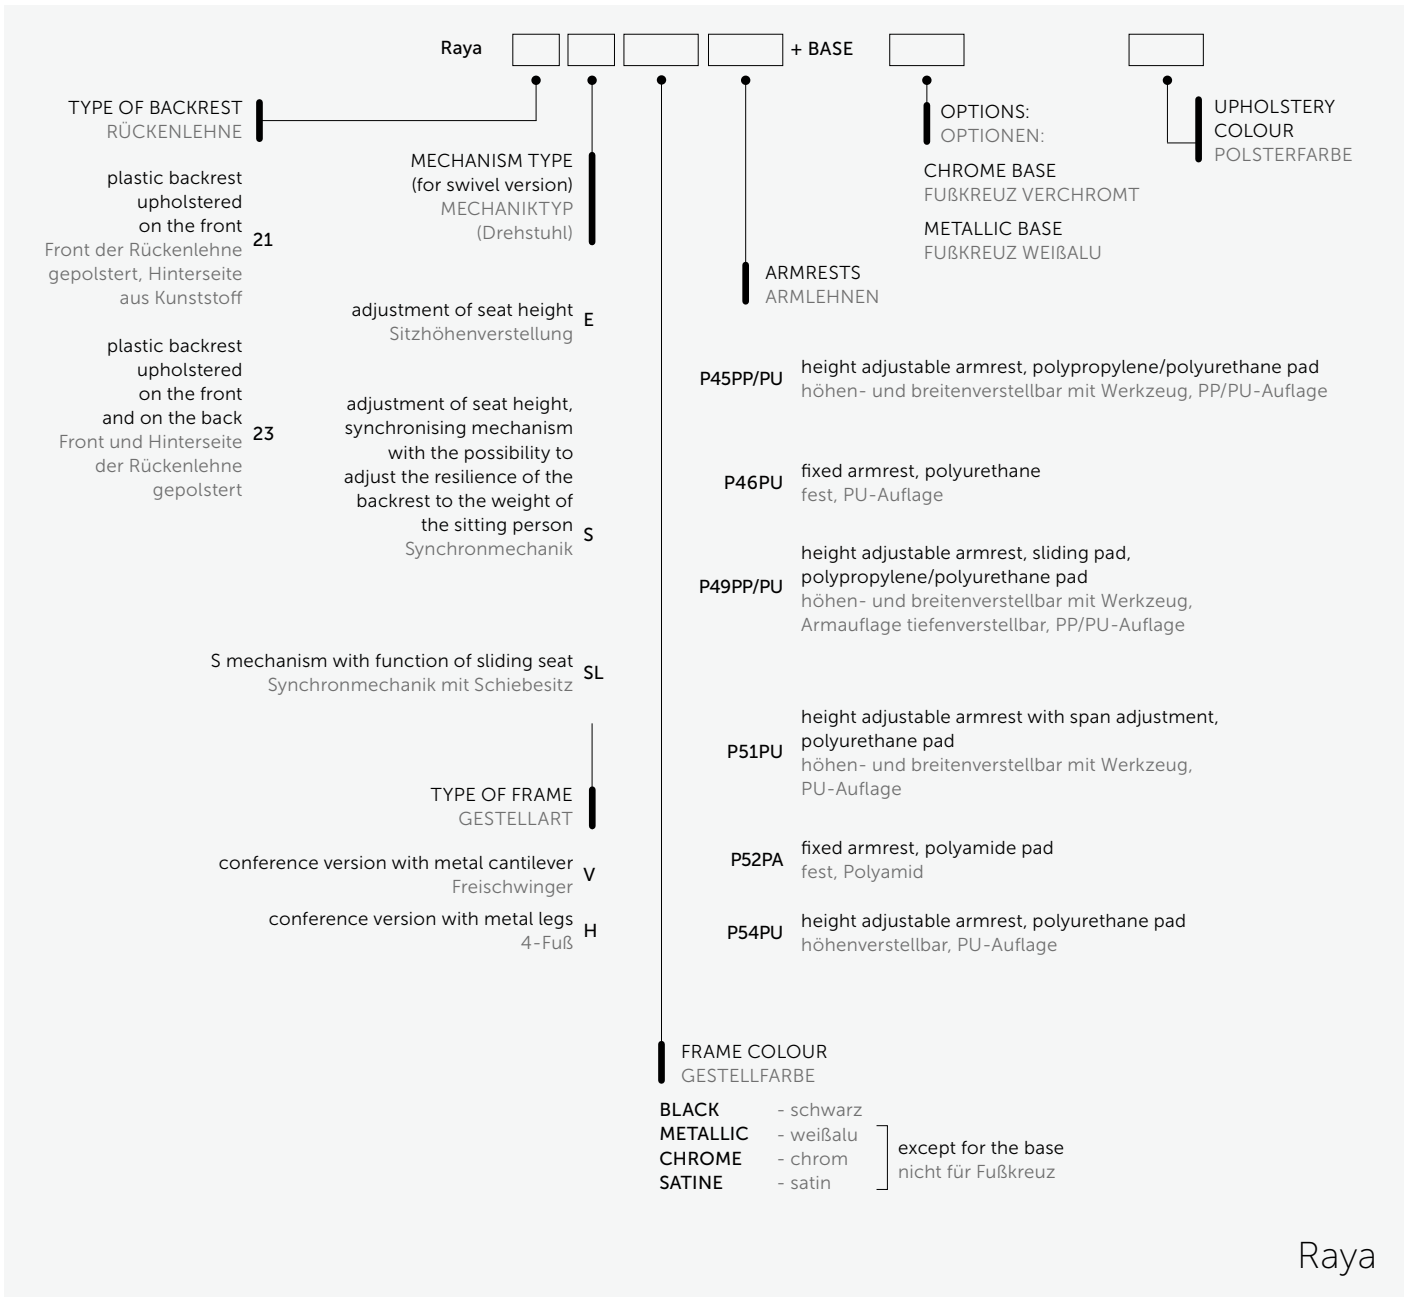 Raya + BASE
TYPE OF BACKREST
RÜCKENLEHNE
plastic backrest
upholstered
on the front
Front der Rückenlehne
gepolstert, Hinterseite
aus Kunststoff
21
plastic backrest
upholstered
on the front
and on the back
Front und Hinterseite
der Rückenlehne
gepolstert
23
MECHANISM TYPE
(for swivel version)
MECHANIKTYP
(Drehstuhl)
adjustment of seat height
Sitzhöhenverstellung
E
adjustment of seat height,
synchronising mechanism
with the possibility to
adjust the resilience of the
backrest to the weight of
the sitting person
Synchronmechanik
S
S mechanism with function of sliding seat
Synchronmechanik mit Schiebesitz
SL
TYPE OF FRAME
GESTELLART
conference version with metal cantilever
Freischwinger
V
conference version with metal legs
4-Fuß
H
FRAME COLOUR
GESTELLFARBE
BLACK - schwarz
METALLIC - weißalu
CHROME - chrom
SATINE - satin
except for the base
nicht für Fußkreuz
ARMRESTS
ARMLEHNEN
P45PP/PU
height adjustable armrest, polypropylene/polyurethane pad
höhen- und breitenverstellbar mit Werkzeug, PP/PU-Auflage
P46PU
fixed armrest, polyurethane
fest, PU-Auflage
P49PP/PU
height adjustable armrest, sliding pad,
polypropylene/polyurethane pad
höhen- und breitenverstellbar mit Werkzeug,
Armauflage tiefenverstellbar, PP/PU-Auflage
P51PU
height adjustable armrest with span adjustment,
polyurethane pad
höhen- und breitenverstellbar mit Werkzeug,
PU-Auflage
P52PA
fixed armrest, polyamide pad
fest, Polyamid
P54PU
height adjustable armrest, polyurethane pad
höhenverstellbar, PU-Auflage
OPTIONS:
OPTIONEN:
CHROME BASE
FUßKREUZ VERCHROMT
METALLIC BASE
FUßKREUZ WEIßALU
UPHOLSTERY
COLOUR
POLSTERFARBE
Raya